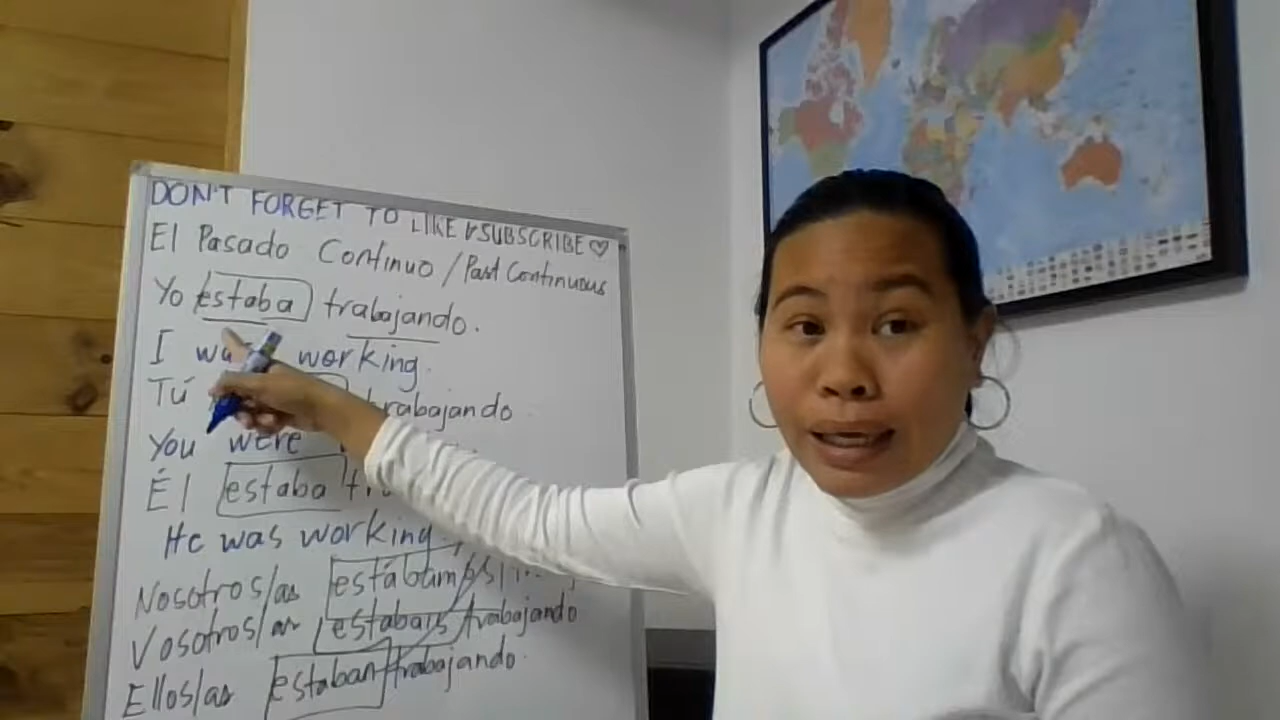 DON'T FORGET TO LIKE & SUBSCRIBE ♡
El Pasado Continuo / Past Continuous
Yo estaba trabajando.
I working.
Tú trabajando
You were
Él estaba
He was working.
Nosotros/as estábamos
Vosotros/as estabais trabajando
Ellos/as estaban trabajando.